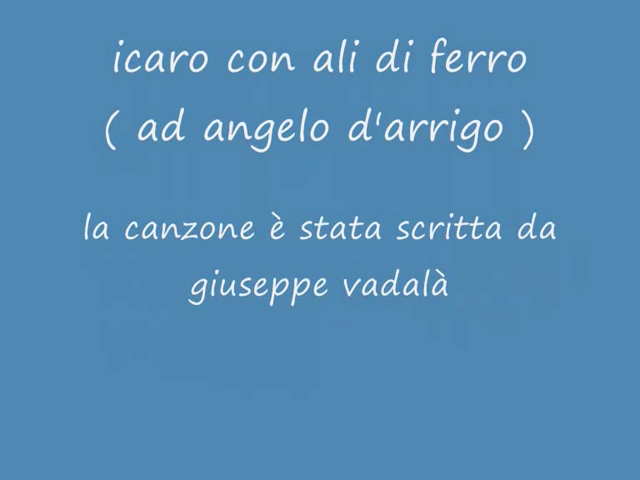 icaro con ali di ferro
( ad angelo d'arrigo )
la canzone è stata scritta da
giuseppe vadalà